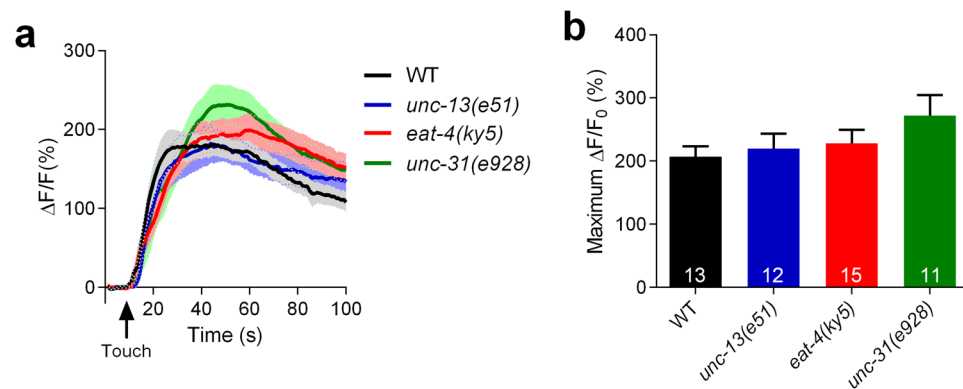 a
300
200
100
0
ΔF/F(%)
20 40 60 80 100
Time (s)
Touch
WT
unc-13(e51)
eat-4(ky5)
unc-31(e928)
b
400
300
200
100
0
Maximum ΔF/F0 (%)
13 12 15 11
WT
unc-13(e51)
eat-4(ky5)
unc-31(e928)